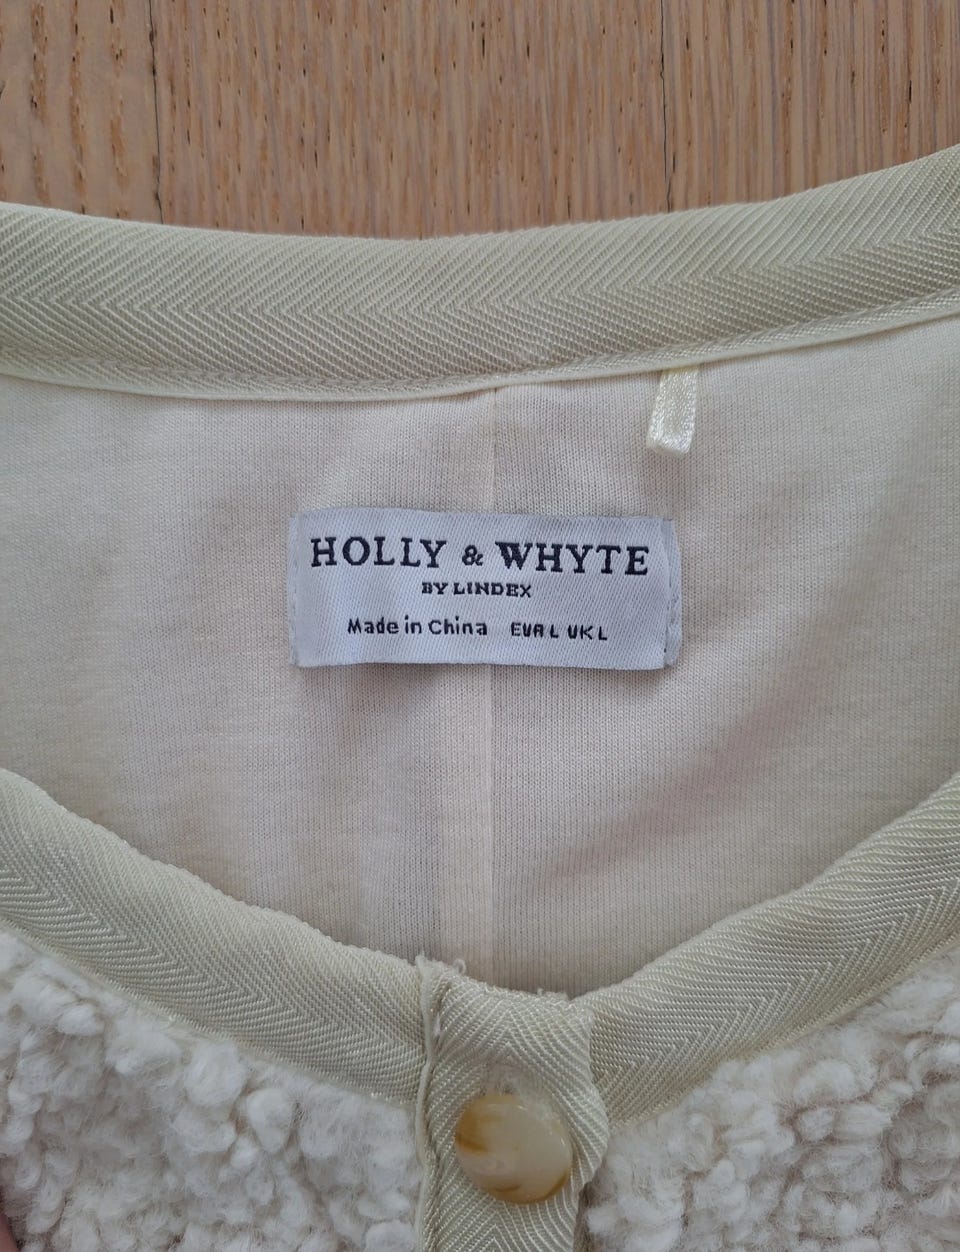 HOLLY & WHYTE
BY LINDEX
Made in China EUR L UK L